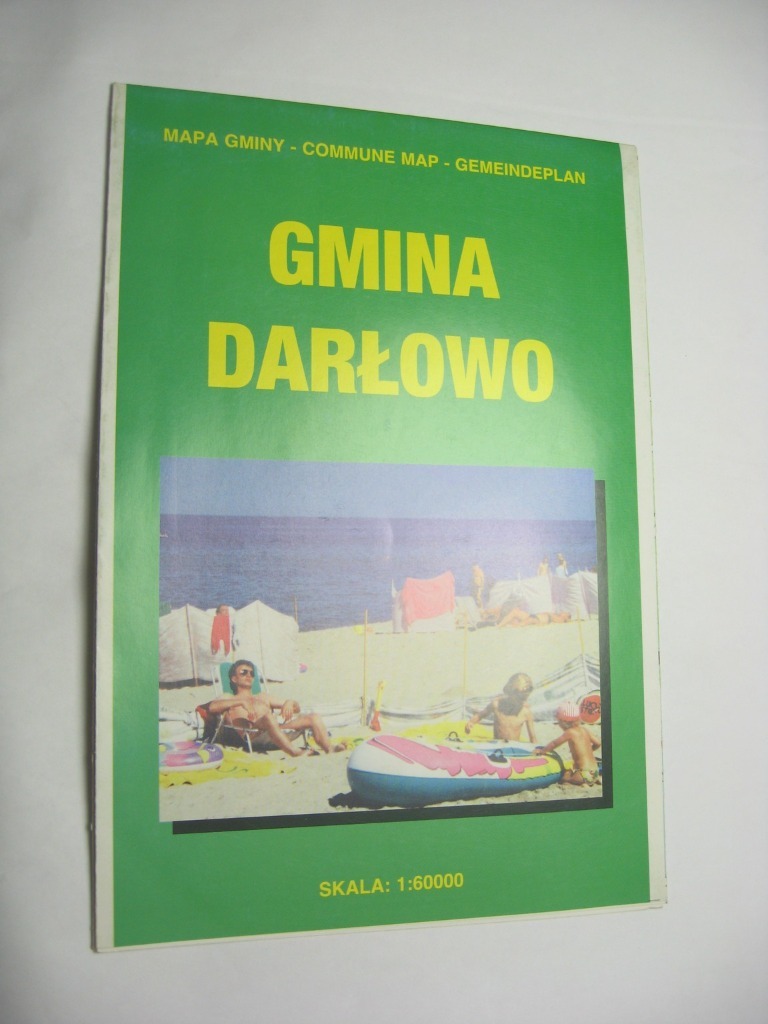 MAPA GMINY - COMMUNE MAP - GEMEINDEPLAN
GMINA
DARŁOWO
SKALA: 1:60000